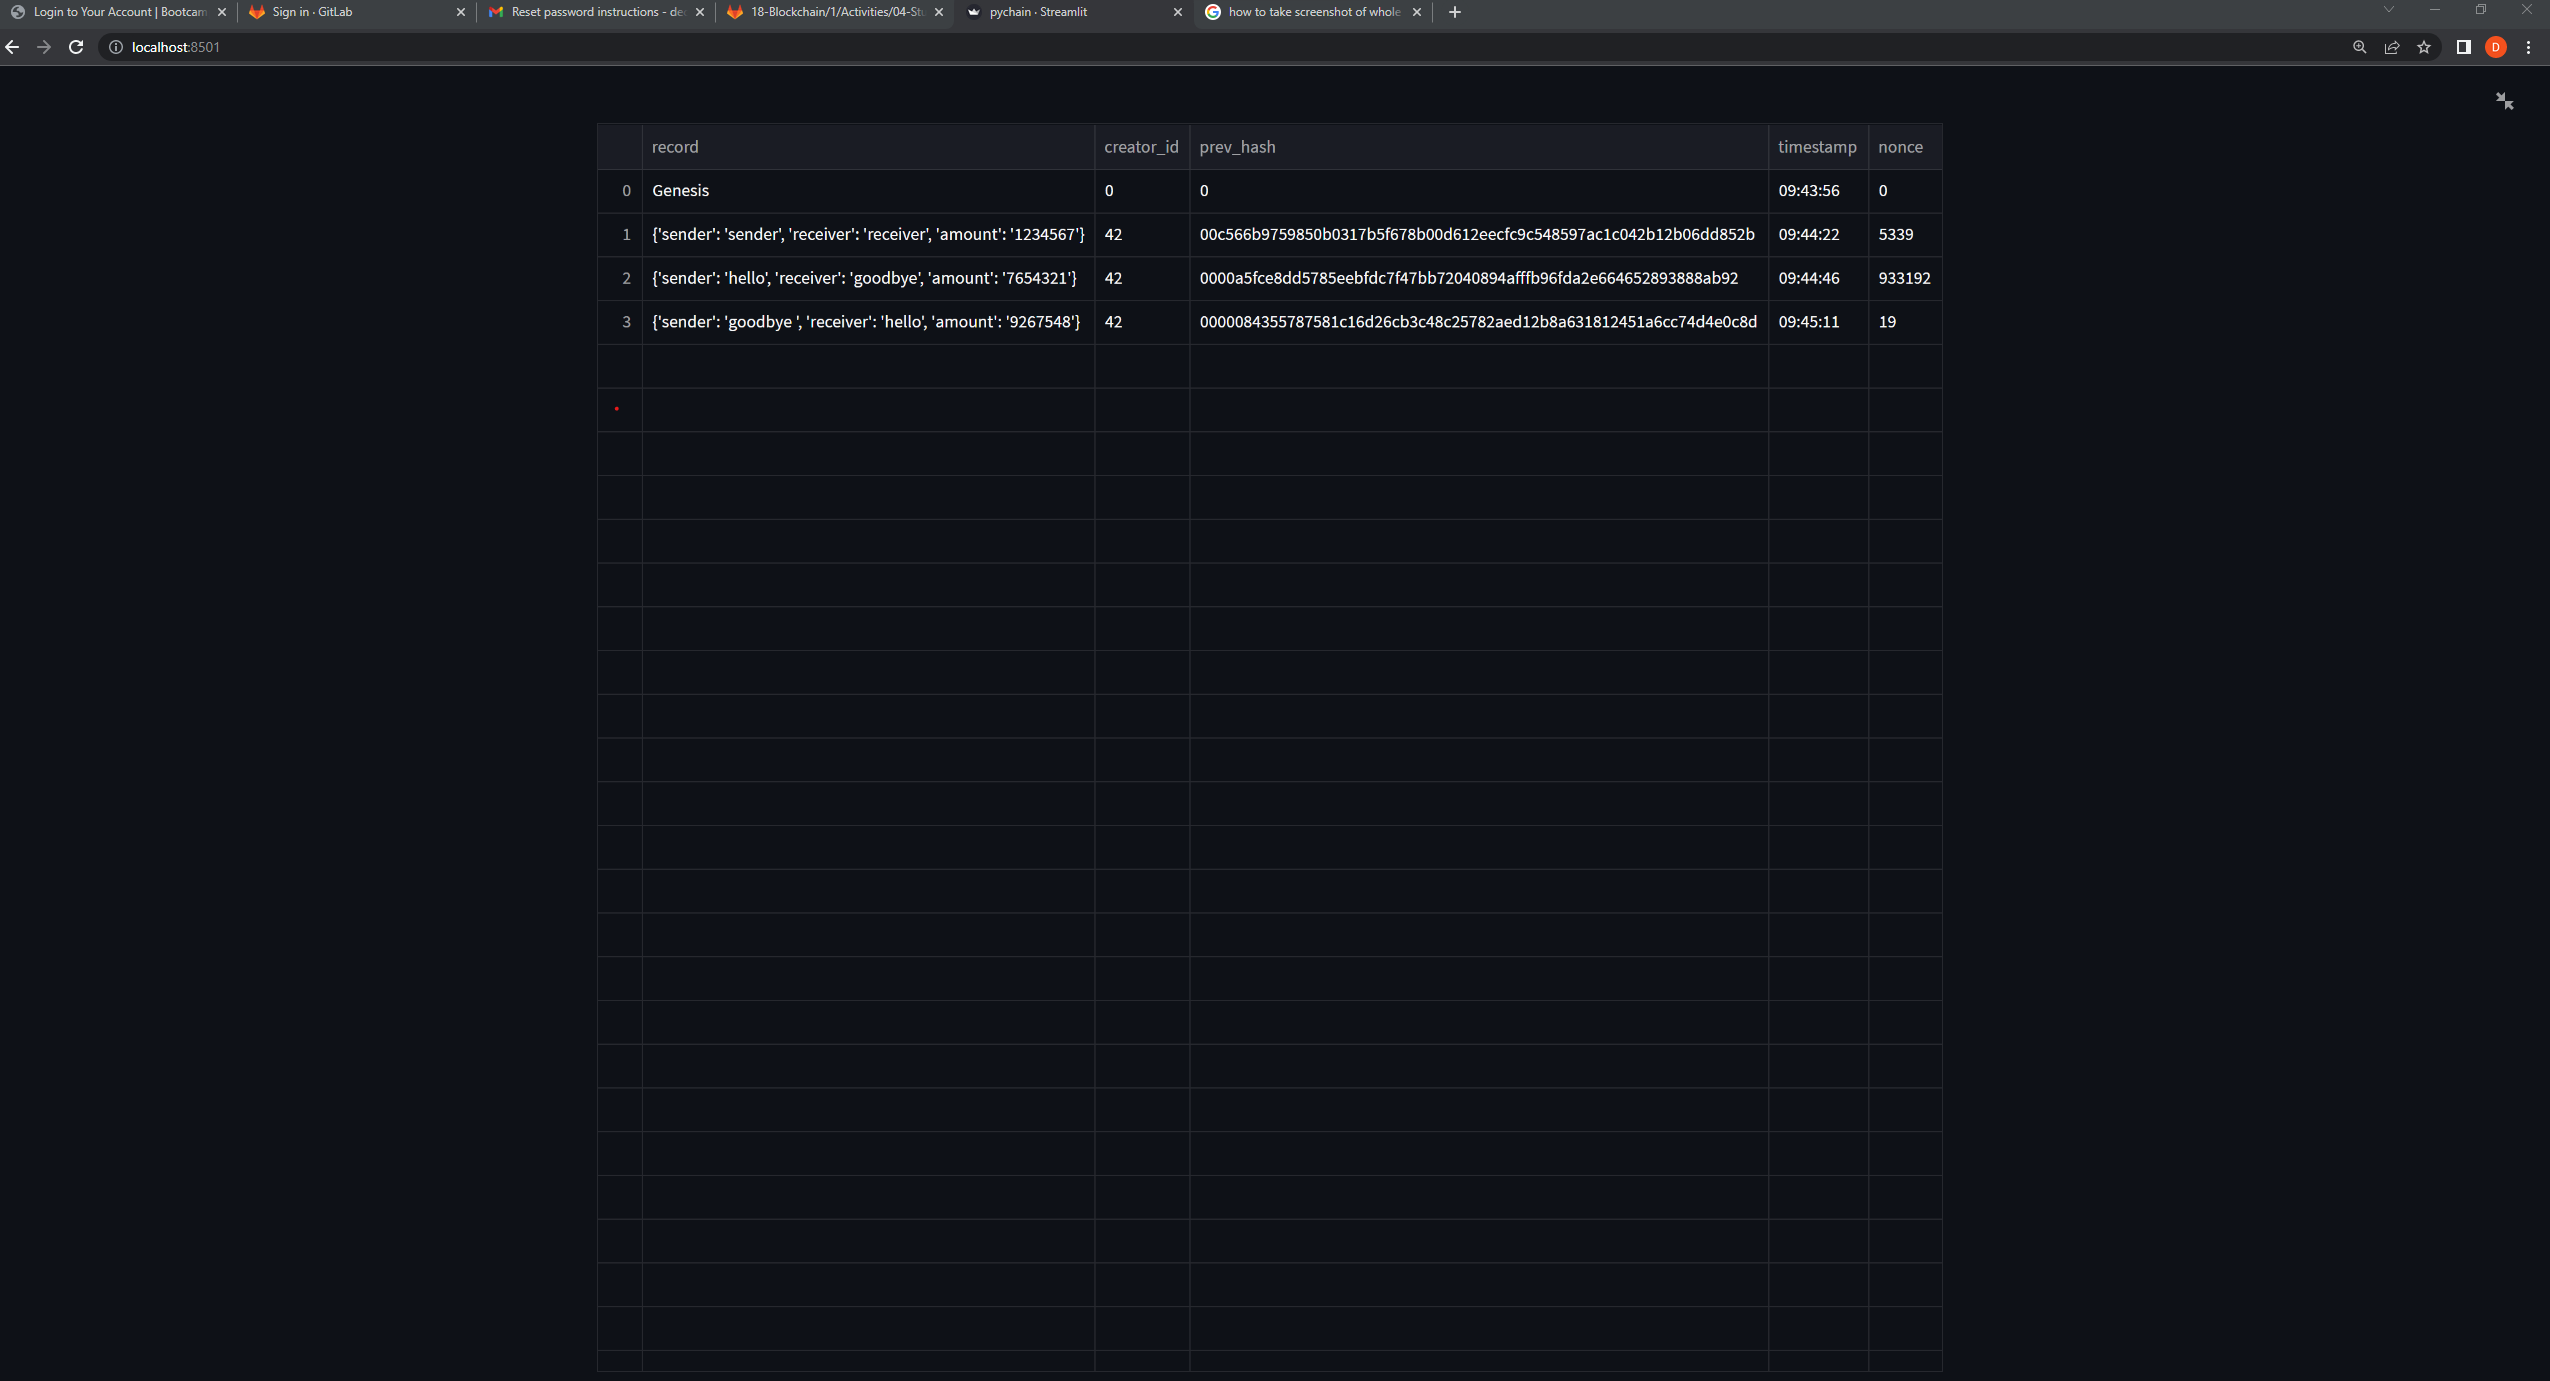 Login to Your Account | Bootcam
Sign in · GitLab
Reset password instructions - de
18-Blockchain/1/Activities/04-St
pychain · Streamlit
how to take screenshot of whole
localhost:8501
D
record creator_id prev_hash timestamp nonce
0 Genesis 0 0 09:43:56 0
1 {'sender': 'sender', 'receiver': 'receiver', 'amount': '1234567'} 42 00c566b9759850b0317b5f678b00d612eecfc9c548597ac1c042b12b06dd852b 09:44:22 5339
2 {'sender': 'hello', 'receiver': 'goodbye', 'amount': '7654321'} 42 0000a5fce8dd5785eebfdc7f47bb72040894afffb96fda2e664652893888ab92 09:44:46 933192
3 {'sender': 'goodbye ', 'receiver': 'hello', 'amount': '9267548'} 42 0000084355787581c16d26cb3c48c25782aed12b8a631812451a6cc74d4e0c8d 09:45:11 19